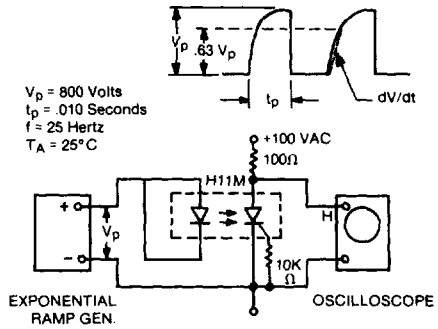 Vp
.63 Vp
dV/dt
tp
Vp = 800 Volts
tp = .010 Seconds
f = 25 Hertz
TA = 25°C
+100 VAC
100Ω
H11M
+
Vp
−
10K
Ω
H
EXPONENTIAL
RAMP GEN.
OSCILLOSCOPE